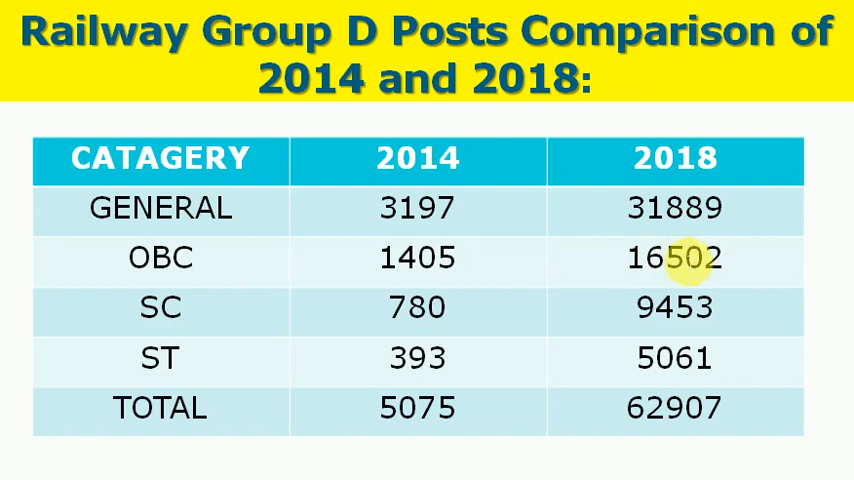 Railway Group D Posts Comparison of
2014 and 2018:
CATAGERY 2014 2018
GENERAL 3197 31889
OBC 1405 16502
SC 780 9453
ST 393 5061
TOTAL 5075 62907